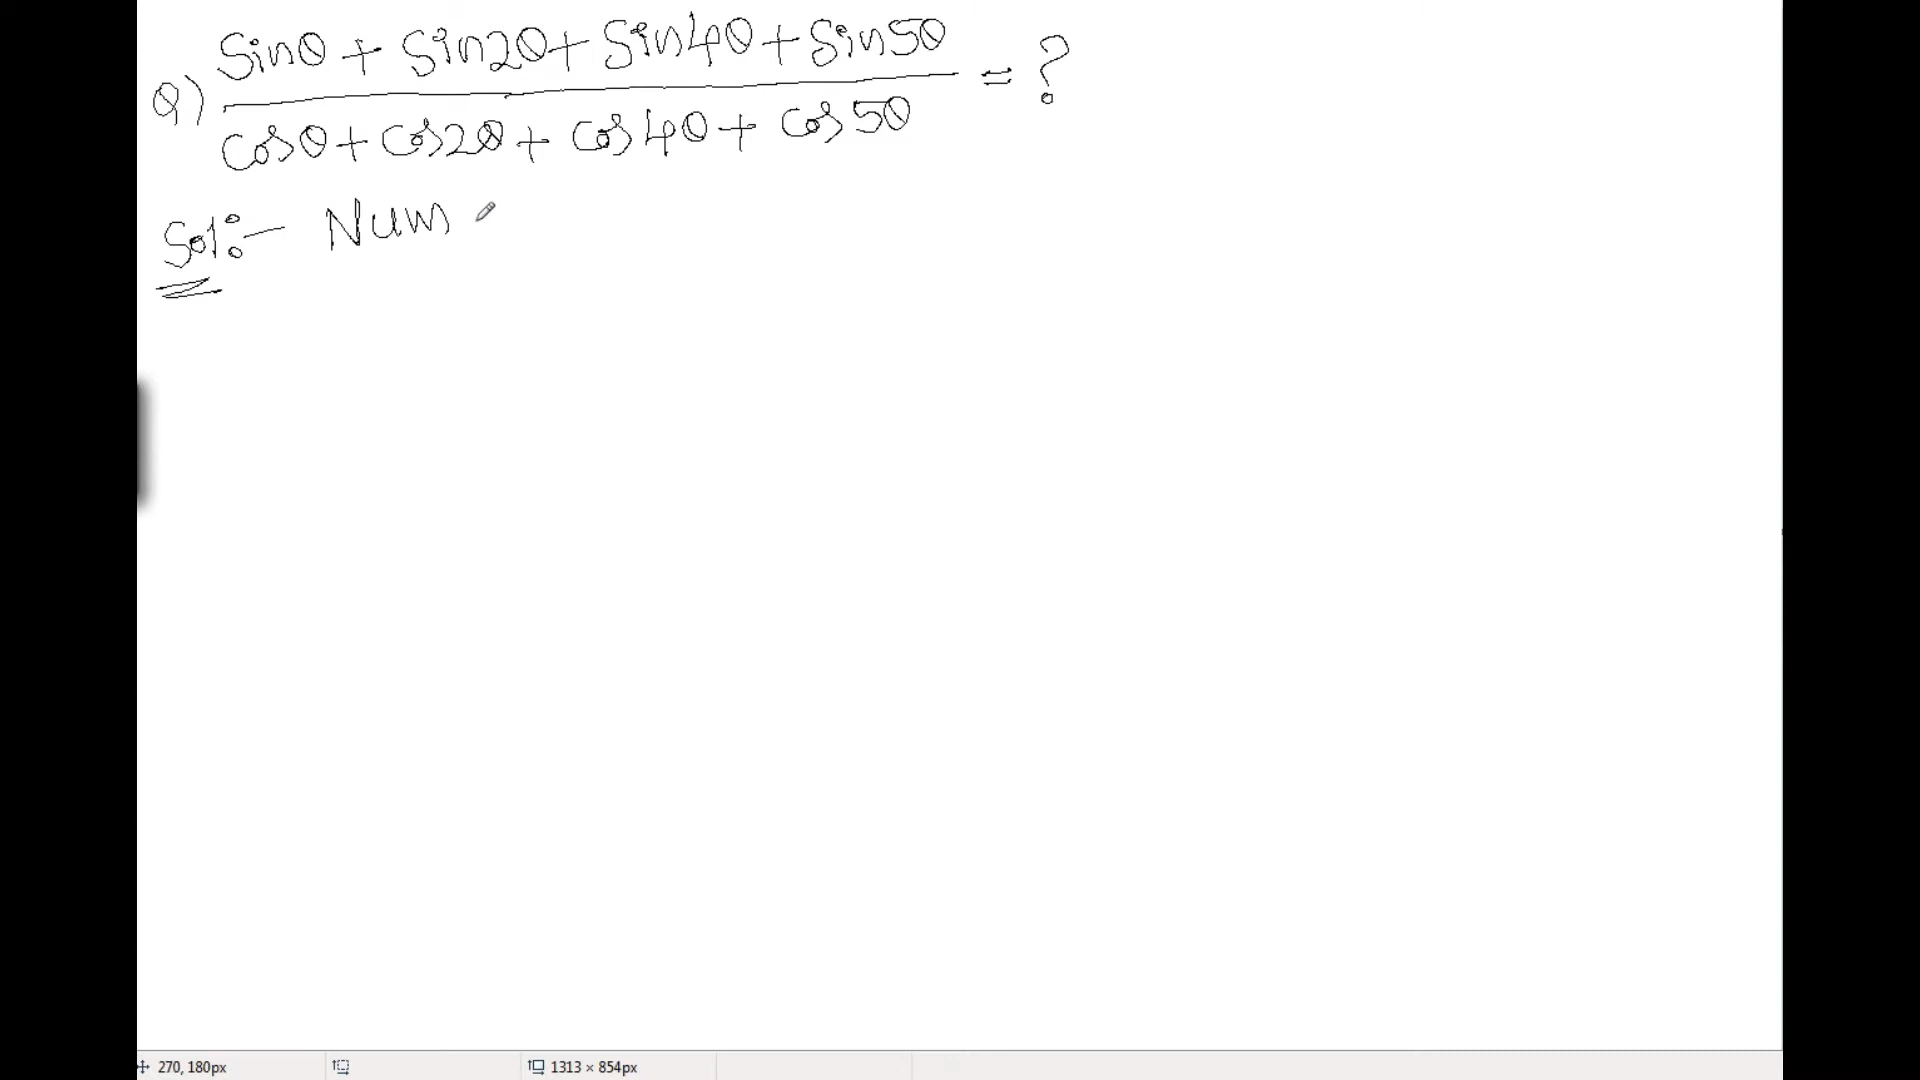 Q) Sinθ + Sin2θ + Sin4θ + Sin5θ = ?
Cosθ + Cos2θ + Cos4θ + Cos5θ
Sol:- Num
270, 180px 1313 × 854px